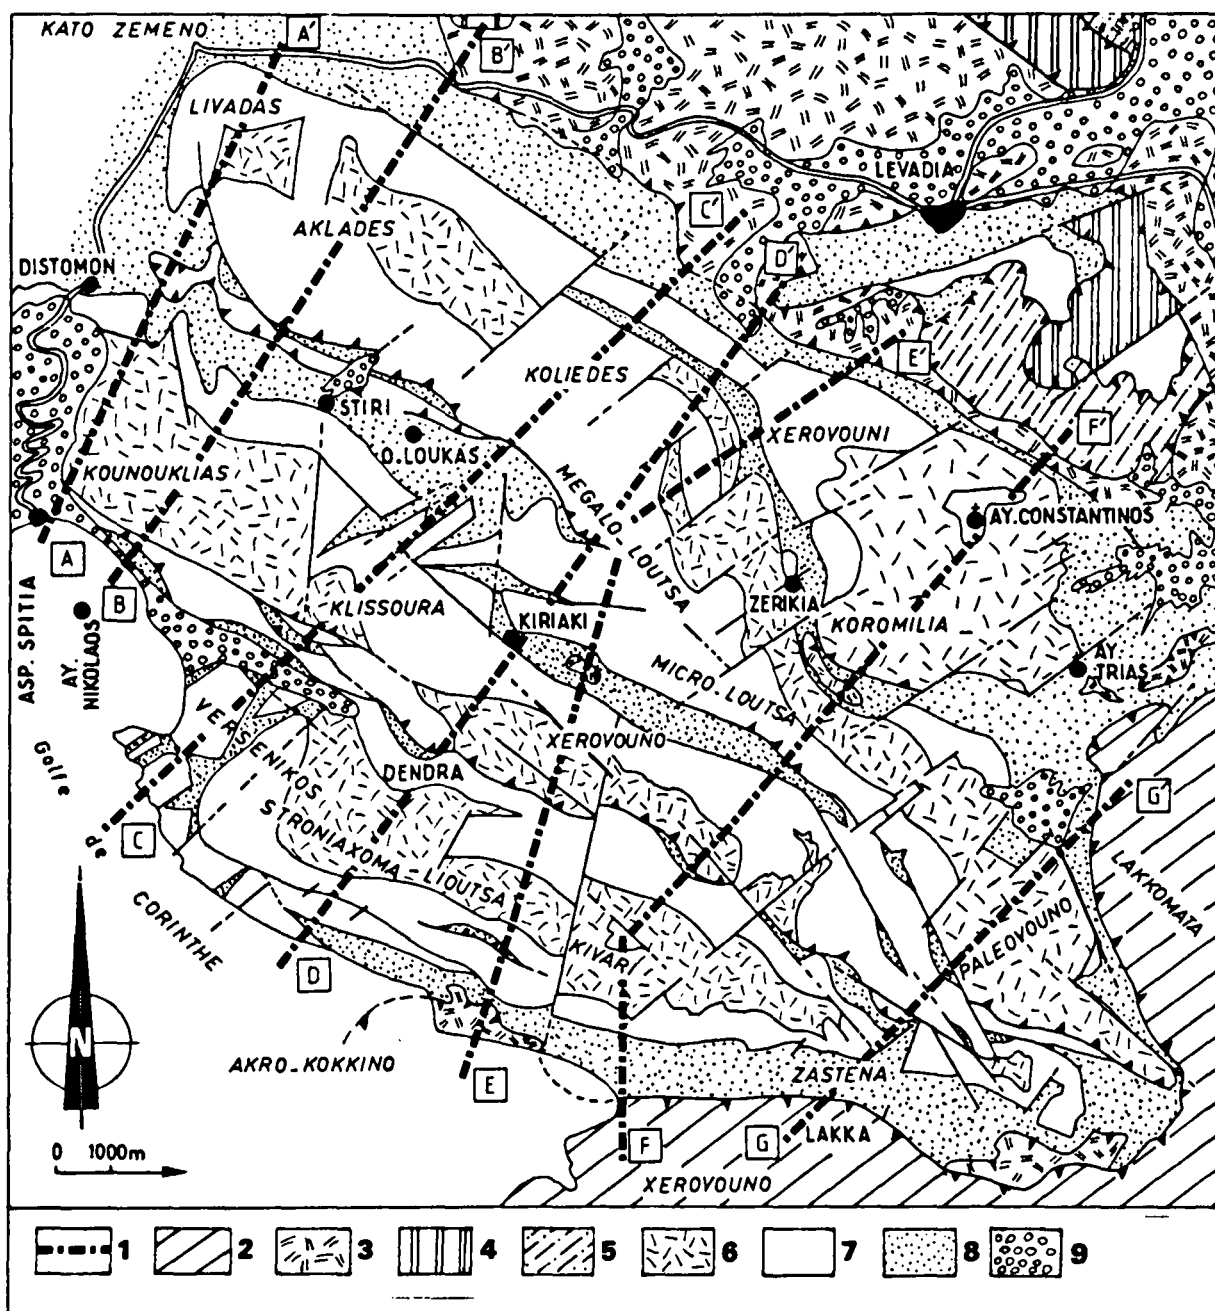 KATO ZEMENO
A'
B'
LIVADAS
LEVADIA
C'
AKLADES
D'
DISTOMON
E'
KOLIEDES
STIRI
F'
XEROVOUNI
O.LOUKAS
KOUNOUKLIAS
MEGALO-LOUTSA
AY.CONSTANTINOS
A
B
ZERIKIA
KLISSOURA
KIRIAKI
KOROMILIA
ASP. SPITIA
AY.
NIKOLAOS
AY.
TRIAS
MICRO-LOUTSA
VERSENIKOS
XEROVOUNO
Golfe
de
CORINTHE
DENDRA
G'
C
STRONIAXOMA-LIOUTSA
LAKKOMATA
PALEOVOUNO
KIVARI
D
N
AKRO-KOKKINO
E
ZASTENA
0 1000m
F
G
LAKKA
XEROVOUNO
1 2 3 4 5 6 7 8 9